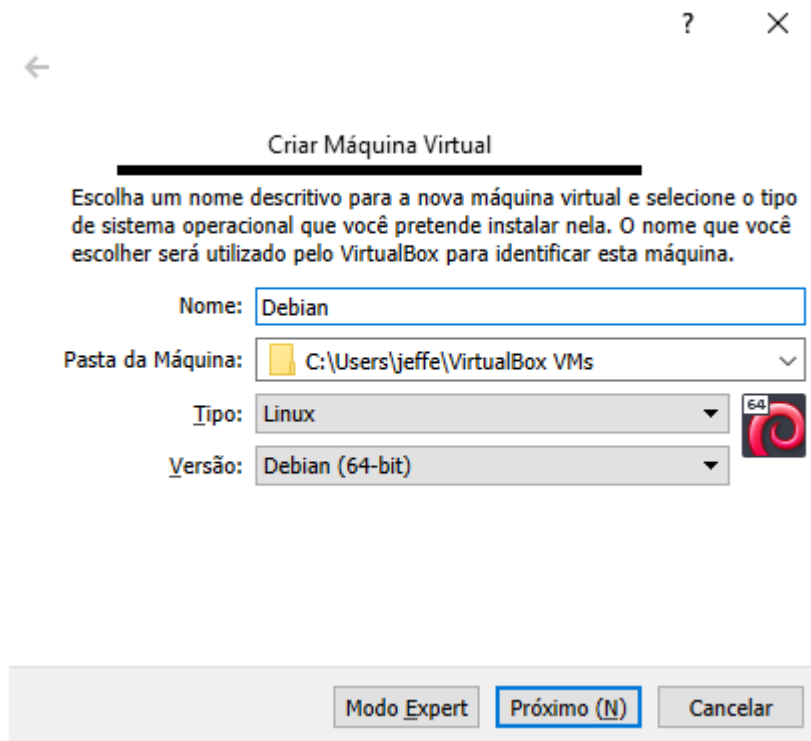 ?
Criar Máquina Virtual
Escolha um nome descritivo para a nova máquina virtual e selecione o tipo
de sistema operacional que você pretende instalar nela. O nome que você
escolher será utilizado pelo VirtualBox para identificar esta máquina.
Nome: Debian
Pasta da Máquina: C:\Users\jeffe\VirtualBox VMs
Tipo: Linux
64
Versão: Debian (64-bit)
Modo Expert Próximo (N) Cancelar